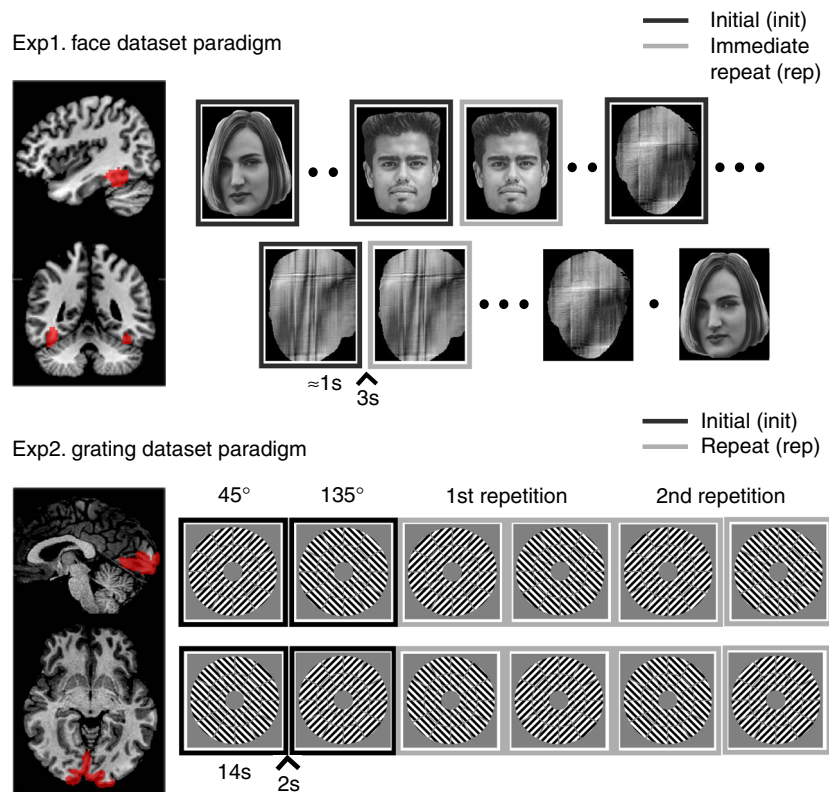 Exp1. face dataset paradigm
Initial (init)
Immediate
repeat (rep)
≈1s
3s
Exp2. grating dataset paradigm
Initial (init)
Repeat (rep)
45°
135°
1st repetition
2nd repetition
14s
2s